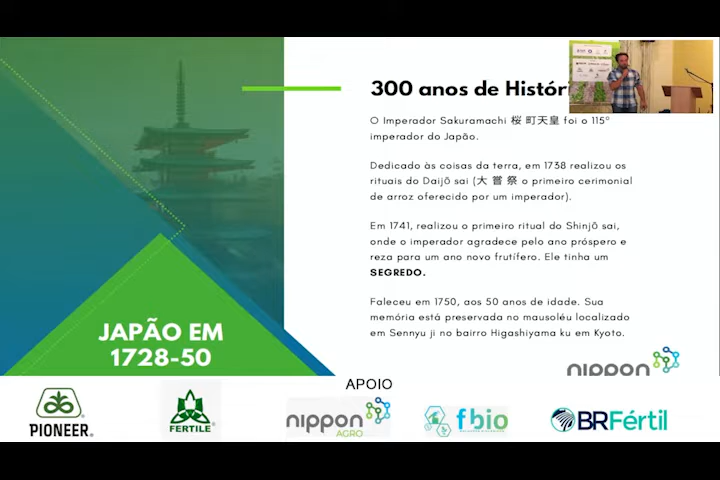 300 anos de Histór
O Imperador Sakuramachi 桜 町天皇 foi o 115º
imperador do Japão.
Dedicado às coisas da terra, em 1738 realizou os
rituais do Daijō sai (大 嘗 祭 o primeiro cerimonial
de arroz oferecido por um imperador).
Em 1741, realizou o primeiro ritual do Shinjō sai,
onde o imperador agradece pelo ano próspero e
reza para um ano novo frutífero. Ele tinha um
SEGREDO.
Faleceu em 1750, aos 50 anos de idade. Sua
memória está preservada no mausoléu localizado
em Sennyu ji no bairro Higashiyama ku em Kyoto.
JAPÃO EM
1728-50
nippon
APOIO
PIONEER®
FERTILE®
nippon
AGRO
fbio
BRFértil